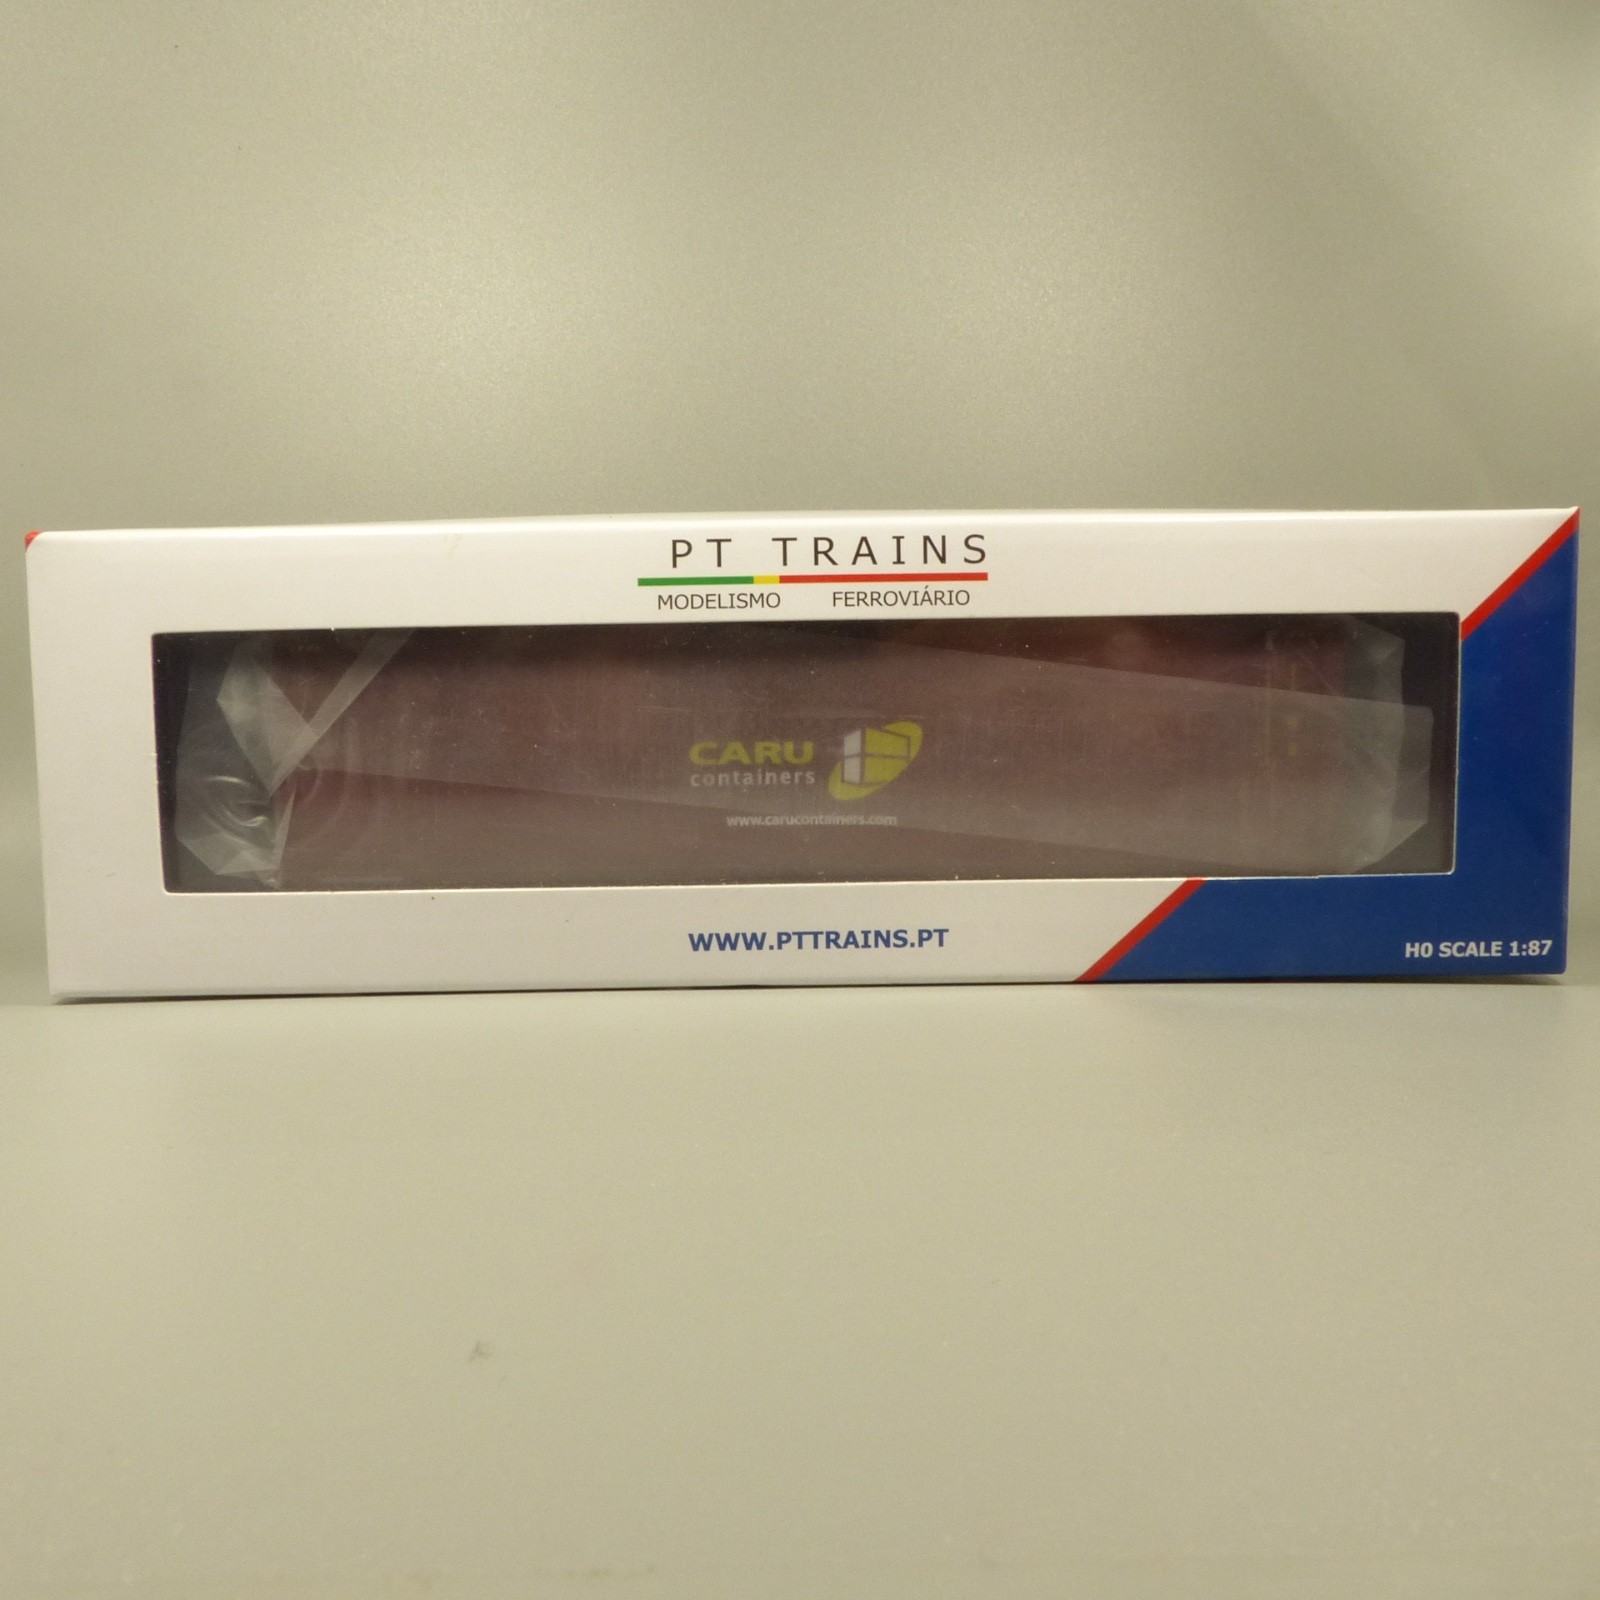 PT TRAINS
MODELISMO FERROVIÁRIO
CARU
containers
www.carucontainers.com
WWW.PTTRAINS.PT
H0 SCALE 1:87